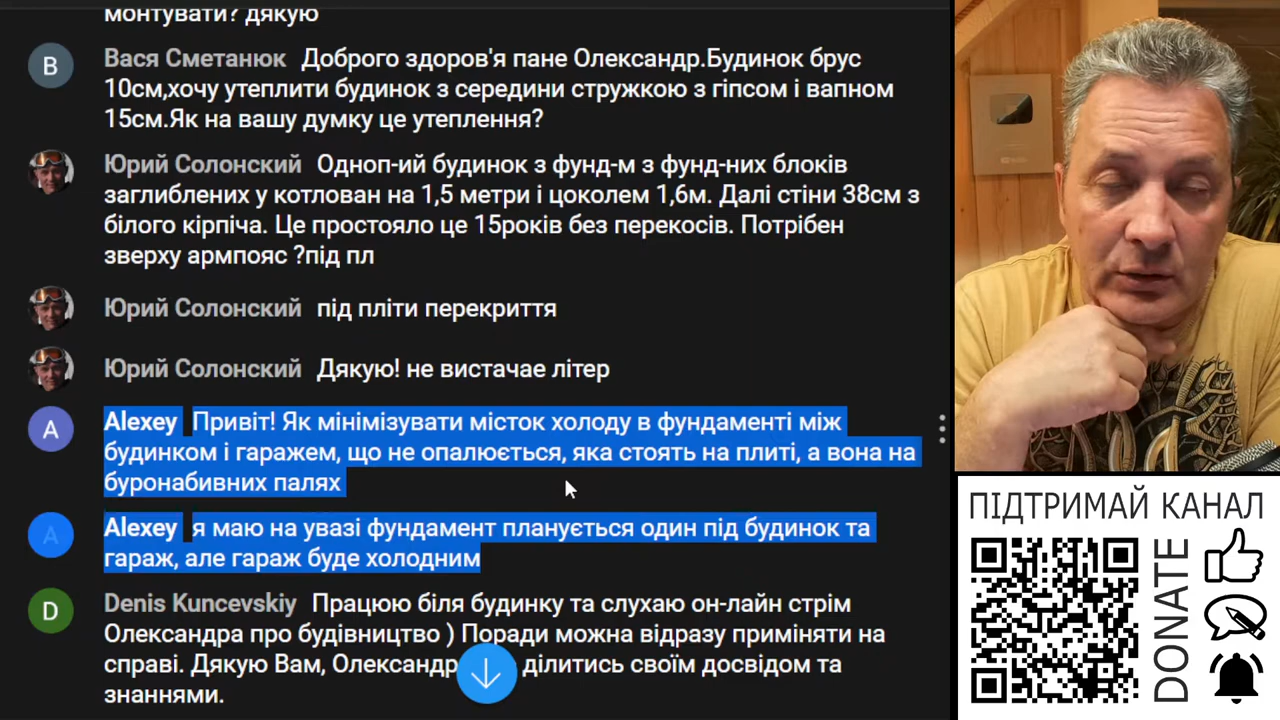 монтувати? дякую
В
Вася Сметанюк Доброго здоров'я пане Олександр.Будинок брус
10см,хочу утеплити будинок з середини стружкою з гіпсом і вапном
15см.Як на вашу думку це утеплення?
Юрий Солонский Одноп-ий будинок з фунд-м з фунд-них блоків
заглиблених у котлован на 1,5 метри і цоколем 1,6м. Далі стіни 38см з
білого кірпіча. Це простояло це 15років без перекосів. Потрібен
зверху армпояс ?під пл
Юрий Солонский під пліти перекриття
Юрий Солонский Дякую! не вистачае літер
A
Alexey Привіт! Як мінімізувати місток холоду в фундаменті між
будинком і гаражем, що не опалюється, яка стоять на плиті, а вона на
буронабивних палях
A
Alexey я маю на увазі фундамент планується один під будинок та
гараж, але гараж буде холодним
D
Denis Kuncevskiy Працюю біля будинку та слухаю он-лайн стрім
Олександра про будівництво ) Поради можна відразу приміняти на
справі. Дякую Вам, Олександр ділитись своїм досвідом та
знаннями.
ПІДТРИМАЙ КАНАЛ
DONATE